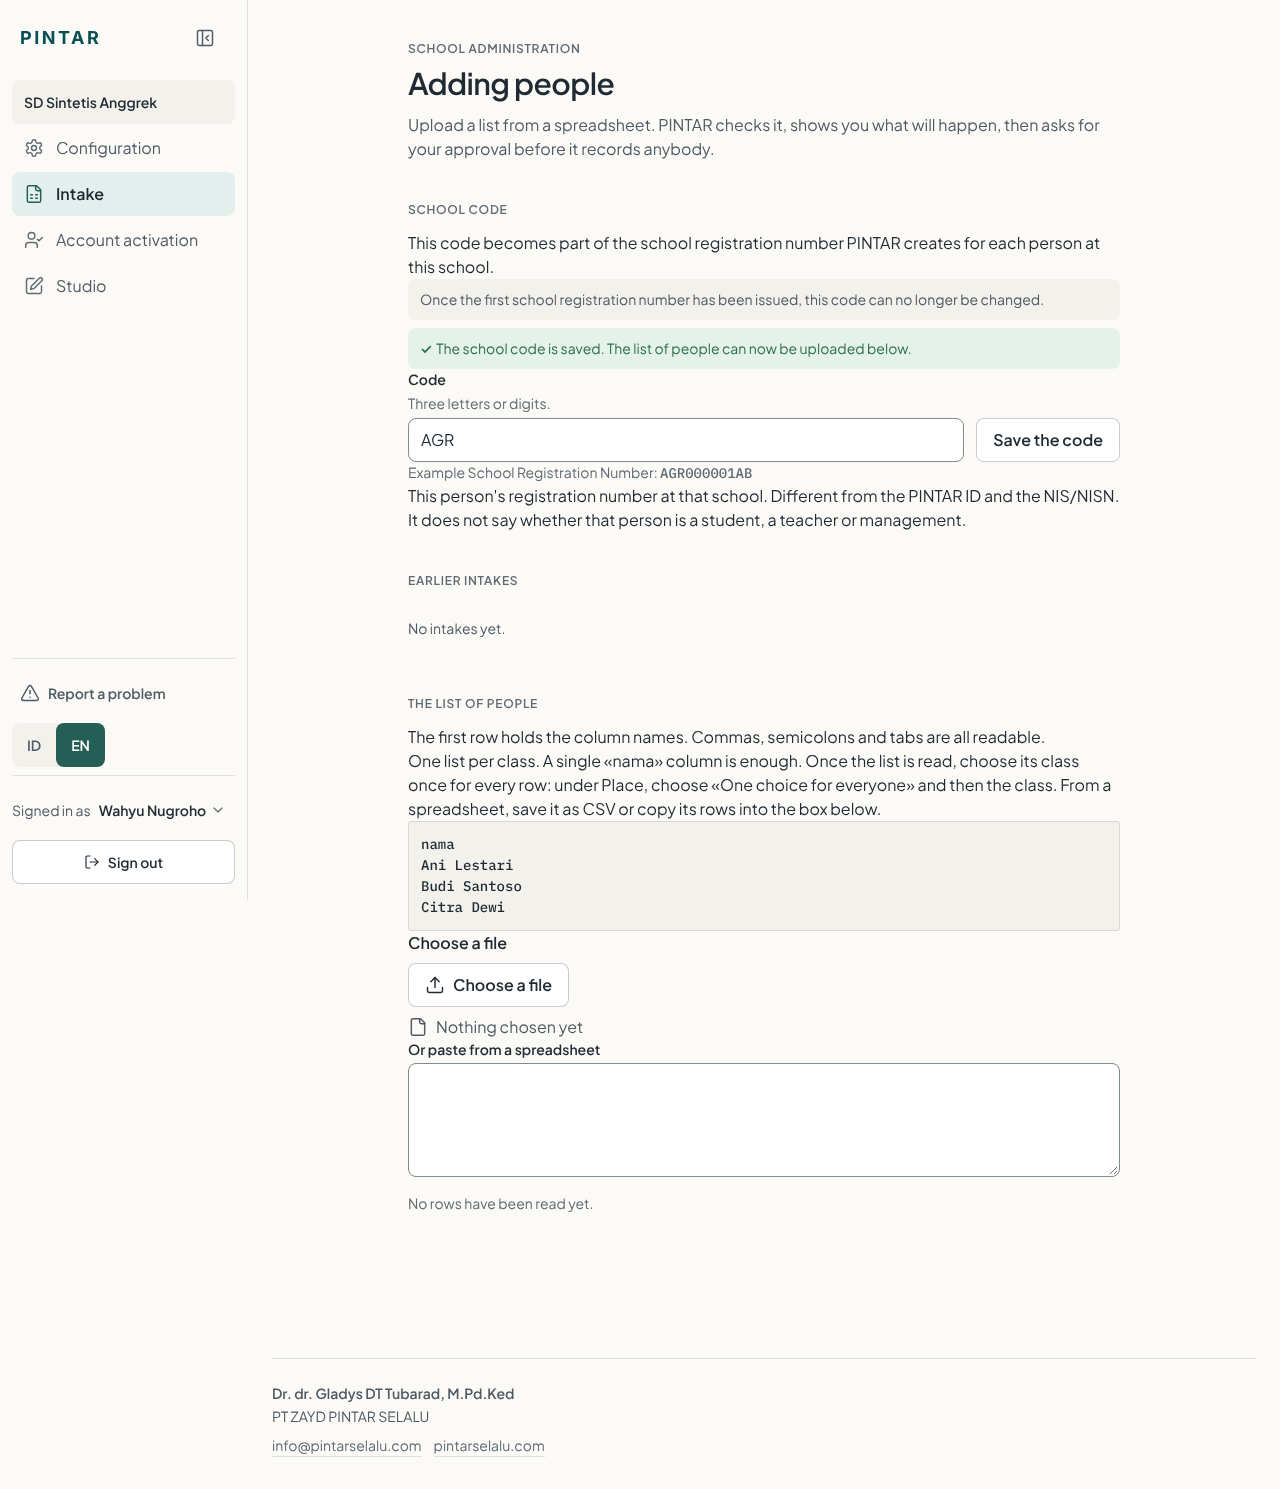 PINTAR
SD Sintetis Anggrek
Configuration
Intake
Account activation
Studio
Report a problem
ID EN
Signed in as Wahyu Nugroho
Sign out
SCHOOL ADMINISTRATION
Adding people
Upload a list from a spreadsheet. PINTAR checks it, shows you what will happen, then asks for
your approval before it records anybody.
SCHOOL CODE
This code becomes part of the school registration number PINTAR creates for each person at
this school.
Once the first school registration number has been issued, this code can no longer be changed.
✓ The school code is saved. The list of people can now be uploaded below.
Code
Three letters or digits.
AGR
Save the code
Example School Registration Number: AGR000001AB
This person's registration number at that school. Different from the PINTAR ID and the NIS/NISN.
It does not say whether that person is a student, a teacher or management.
EARLIER INTAKES
No intakes yet.
THE LIST OF PEOPLE
The first row holds the column names. Commas, semicolons and tabs are all readable.
One list per class. A single «nama» column is enough. Once the list is read, choose its class
once for every row: under Place, choose «One choice for everyone» and then the class. From a
spreadsheet, save it as CSV or copy its rows into the box below.
nama
Ani Lestari
Budi Santoso
Citra Dewi
Choose a file
Choose a file
Nothing chosen yet
Or paste from a spreadsheet
No rows have been read yet.
Dr. dr. Gladys DT Tubarad, M.Pd.Ked
PT ZAYD PINTAR SELALU
info@pintarselalu.com pintarselalu.com